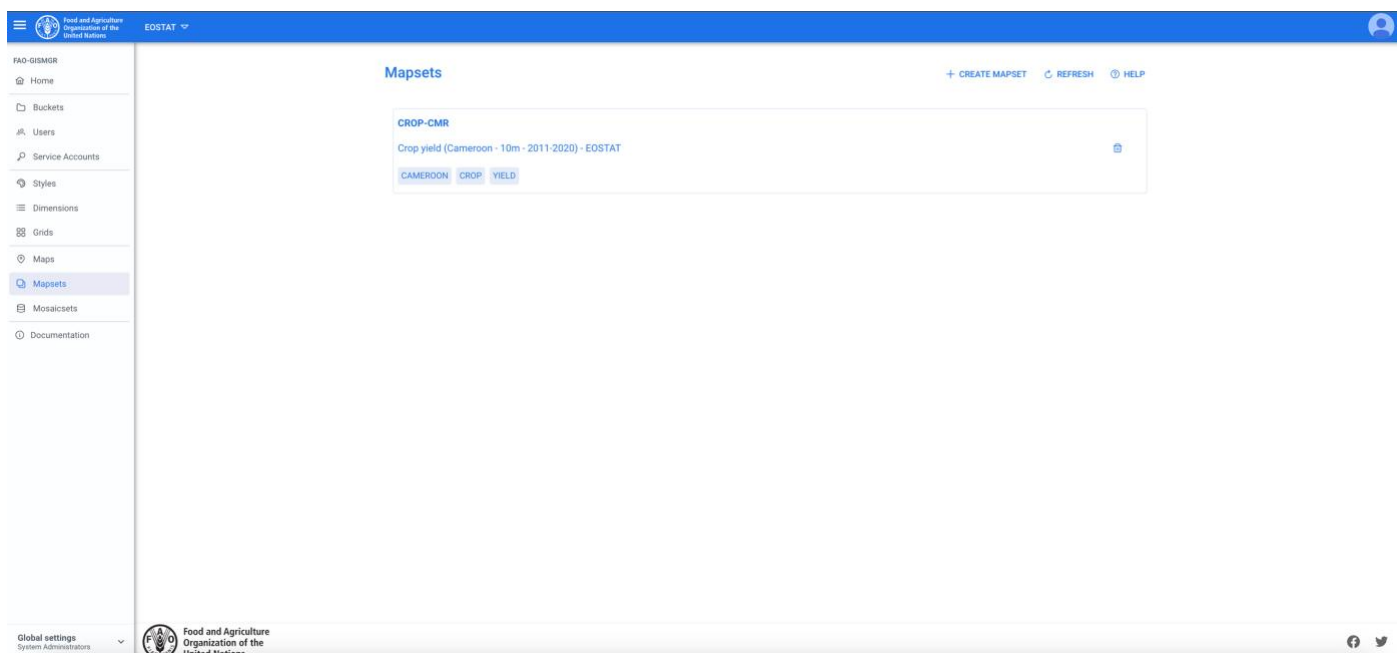 Food and Agriculture
Organization of the
United Nations
EOSTAT
FAO-GISMGR
Home
Buckets
Users
Service Accounts
Styles
Dimensions
Grids
Maps
Mapsets
Mosaicsets
Documentation
Global settings
System Administrators
Mapsets
+ CREATE MAPSET REFRESH HELP
CROP-CMR
Crop yield (Cameroon - 10m - 2011-2020) - EOSTAT
CAMEROON CROP YIELD
Food and Agriculture
Organization of the
United Nations